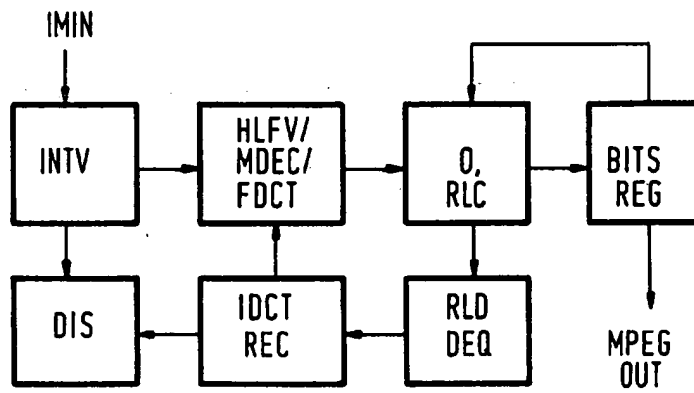 IMIN
INTV
HLFV/
MDEC/
FDCT
Q,
RLC
BITS
REG
DIS
IDCT
REC
RLD
DEQ
MPEG
OUT